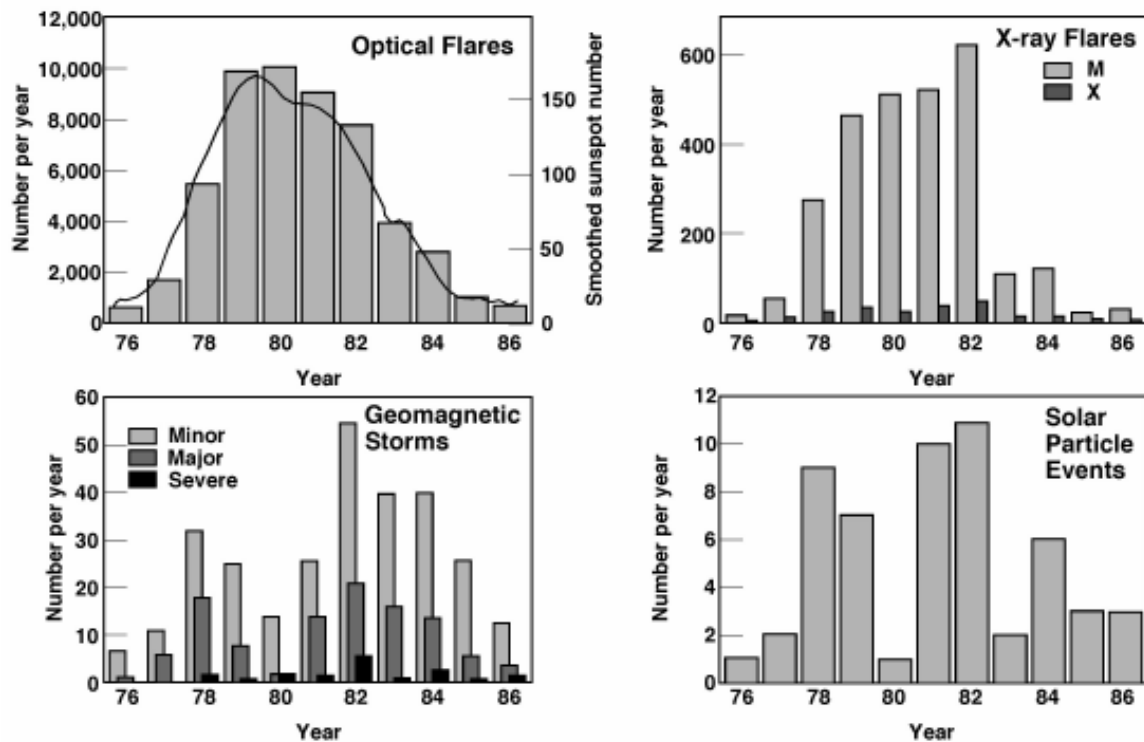 Optical Flares
12,000
10,000
8,000
6,000
4,000
2,000
0
Number per year
150
100
50
0
Smoothed sunspot number
76 78 80 82 84 86
Year
X-ray Flares
M
X
600
400
200
0
Number per year
76 78 80 82 84 86
Year
Geomagnetic
Storms
Minor
Major
Severe
60
50
40
30
20
10
0
Number per year
76 78 80 82 84 86
Year
Solar
Particle
Events
12
10
8
6
4
2
0
Number per year
76 78 80 82 84 86
Year